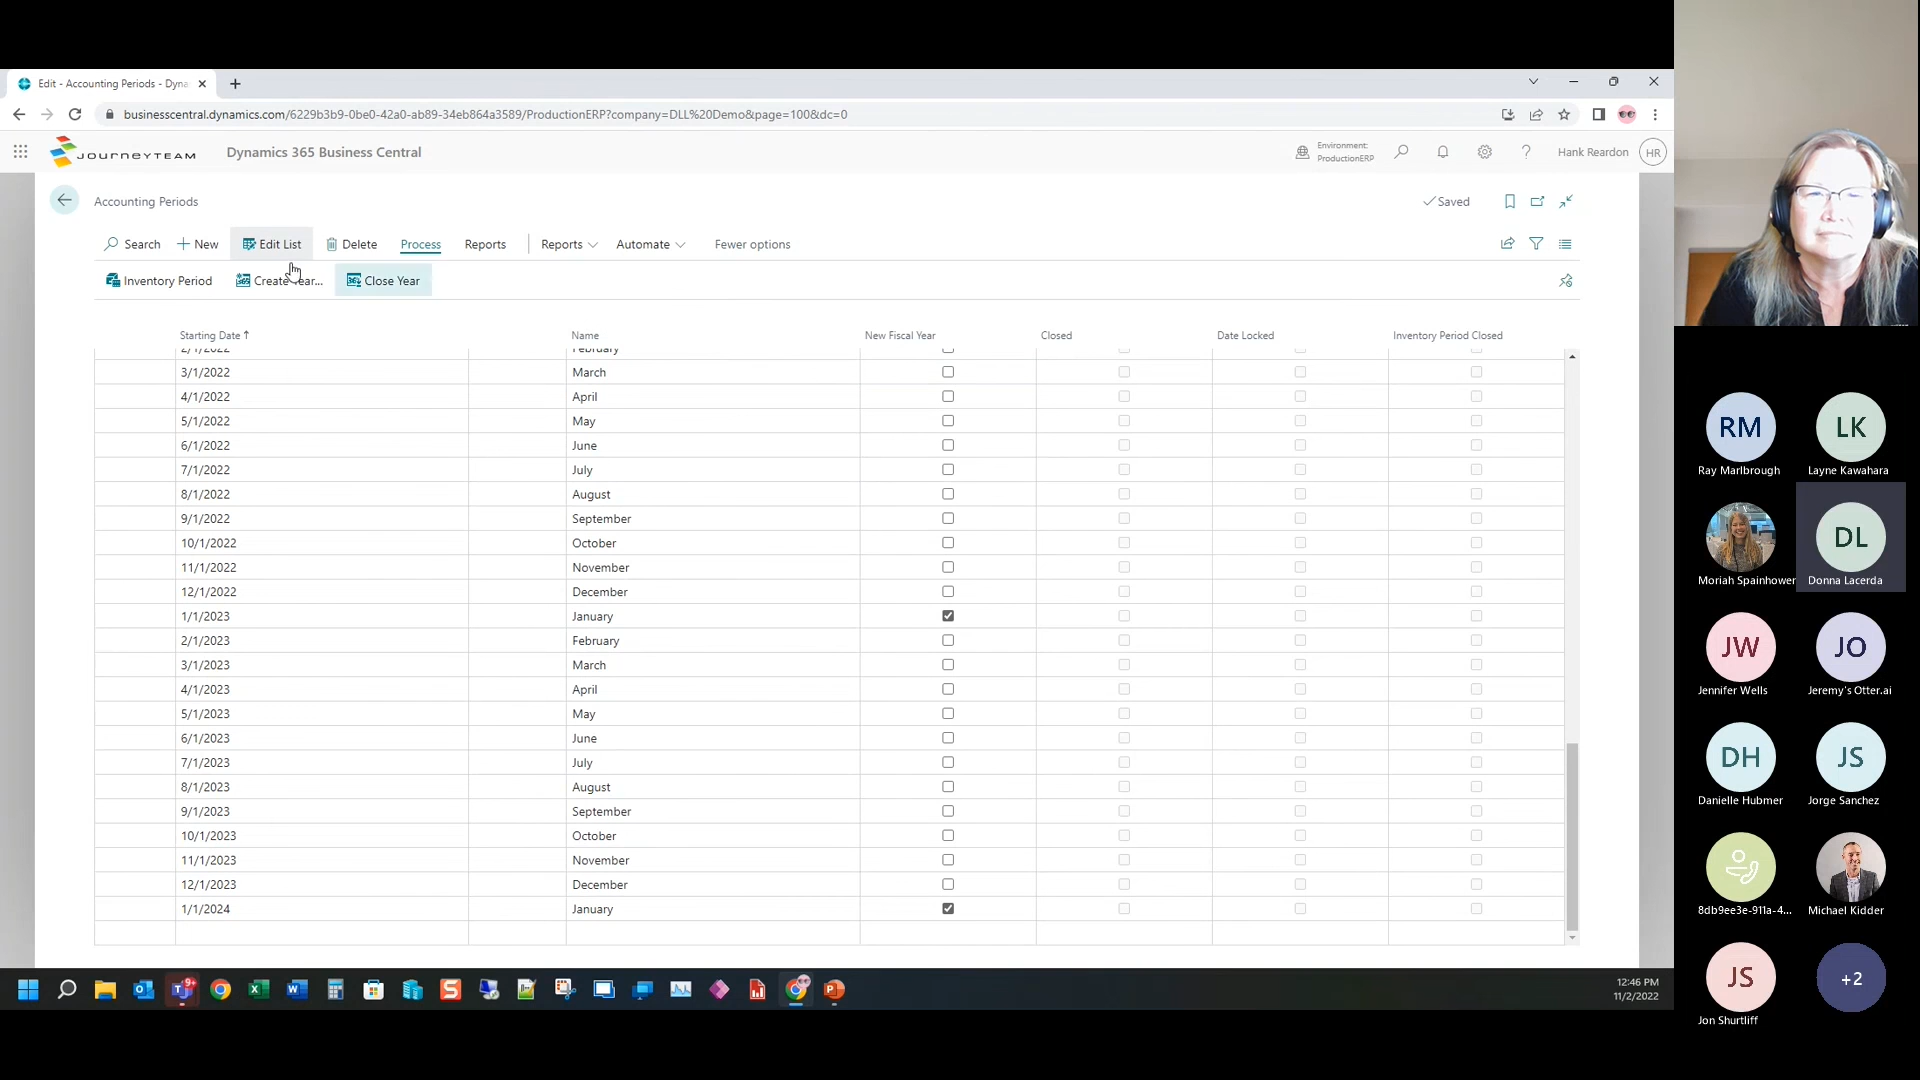 Edit - Accounting Periods - Dyna
businesscentral.dynamics.com/6229b3b9-0be0-42a0-ab89-34eb864a3589/ProductionERP?company=DLL%20Demo&page=100&dc=0
JOURNEYTEAM
Dynamics 365 Business Central
Environment:
ProductionERP
Hank Reardon
HR
Accounting Periods
Saved
Search
New
Edit List
Delete
Process
Reports
Reports
Automate
Fewer options
Inventory Period
Create Year...
Close Year
Starting Date ↑ Name New Fiscal Year Closed Date Locked Inventory Period Closed
2/1/2022 February
3/1/2022 March
4/1/2022 April
5/1/2022 May
6/1/2022 June
7/1/2022 July
8/1/2022 August
9/1/2022 September
10/1/2022 October
11/1/2022 November
12/1/2022 December
1/1/2023 January
2/1/2023 February
3/1/2023 March
4/1/2023 April
5/1/2023 May
6/1/2023 June
7/1/2023 July
8/1/2023 August
9/1/2023 September
10/1/2023 October
11/1/2023 November
12/1/2023 December
1/1/2024 January
12:46 PM
11/2/2022
RM
Ray Marlbrough
LK
Layne Kawahara
Moriah Spainhower
DL
Donna Lacerda
JW
Jennifer Wells
JO
Jeremy's Otter.ai
DH
Danielle Hubmer
JS
Jorge Sanchez
8db9ee3e-911a-4...
Michael Kidder
JS
Jon Shurtliff
+2